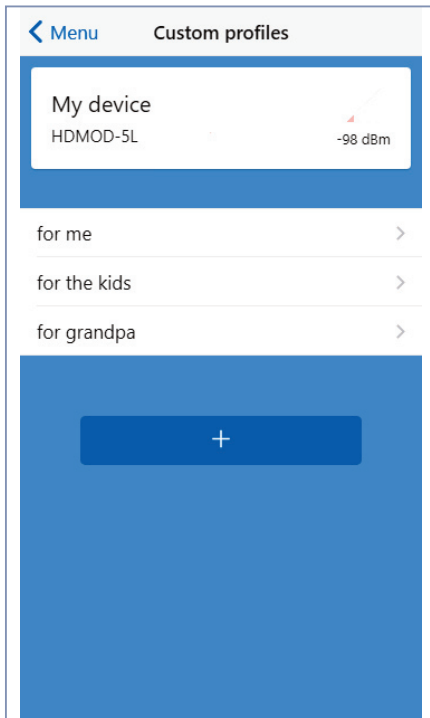 Menu Custom profiles
My device
HDMOD-5L
-98 dBm
for me
for the kids
for grandpa
+